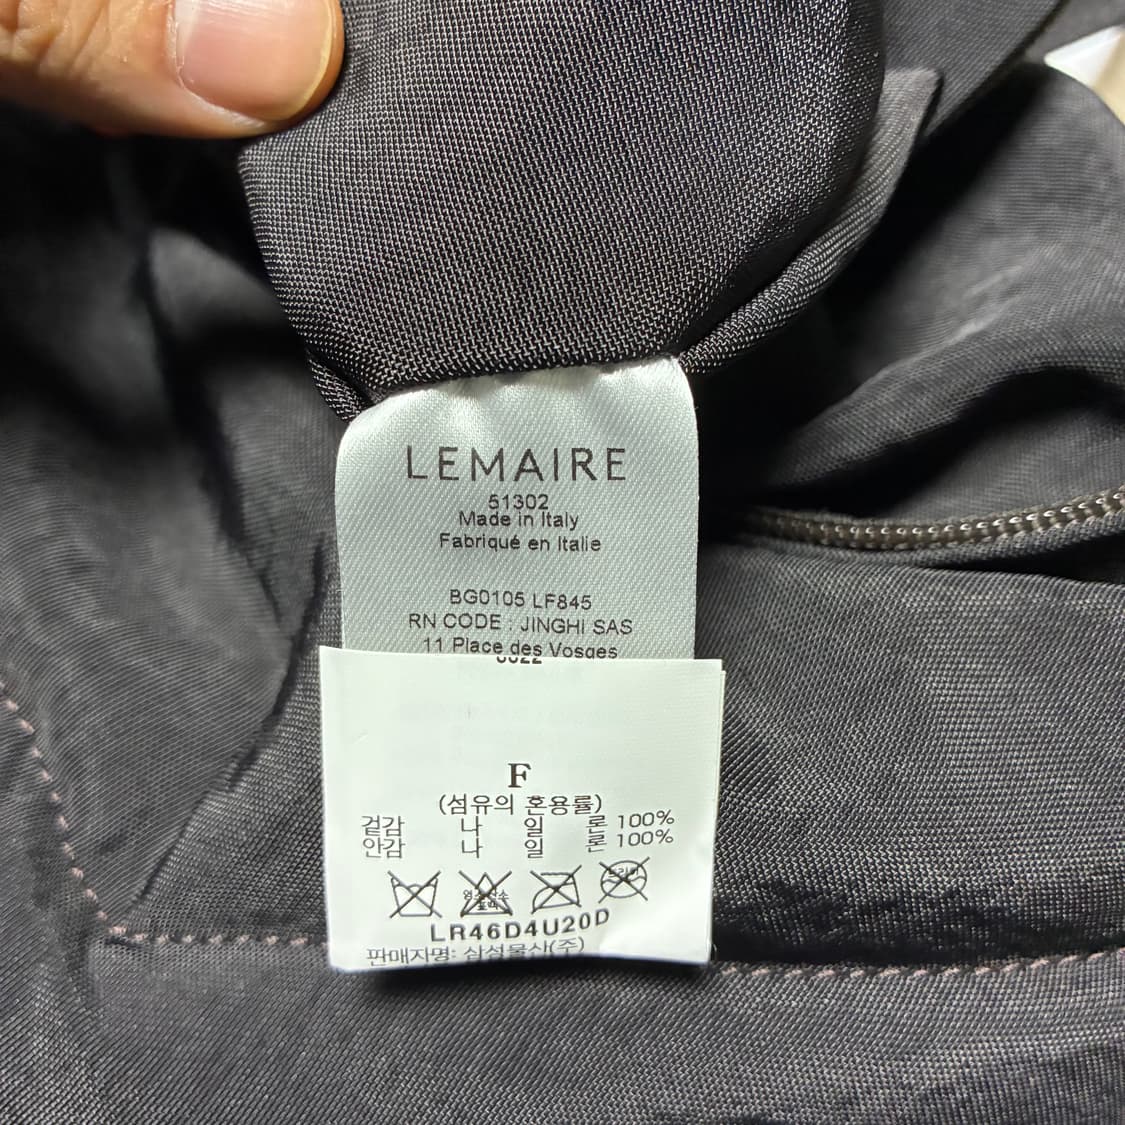 LEMAIRE
51302
Made in Italy
Fabriqué en Italie
BG0105 LF845
RN CODE : JINGHI SAS
11 Place des Vosges
F
(섬유의 혼용률)
겉감 나 일 론 100%
안감 나 일 론 100%
LR46D4U20D
판매자명: 삼성물산(주)